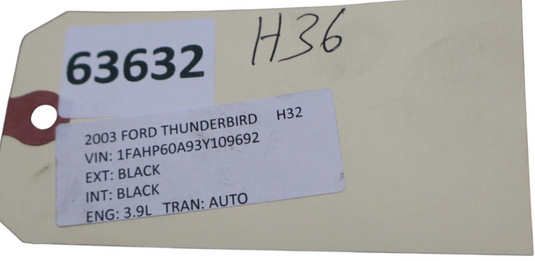 63632
H36
2003 FORD THUNDERBIRD H32
VIN: 1FAHP60A93Y109692
EXT: BLACK
INT: BLACK
ENG: 3.9L TRAN: AUTO